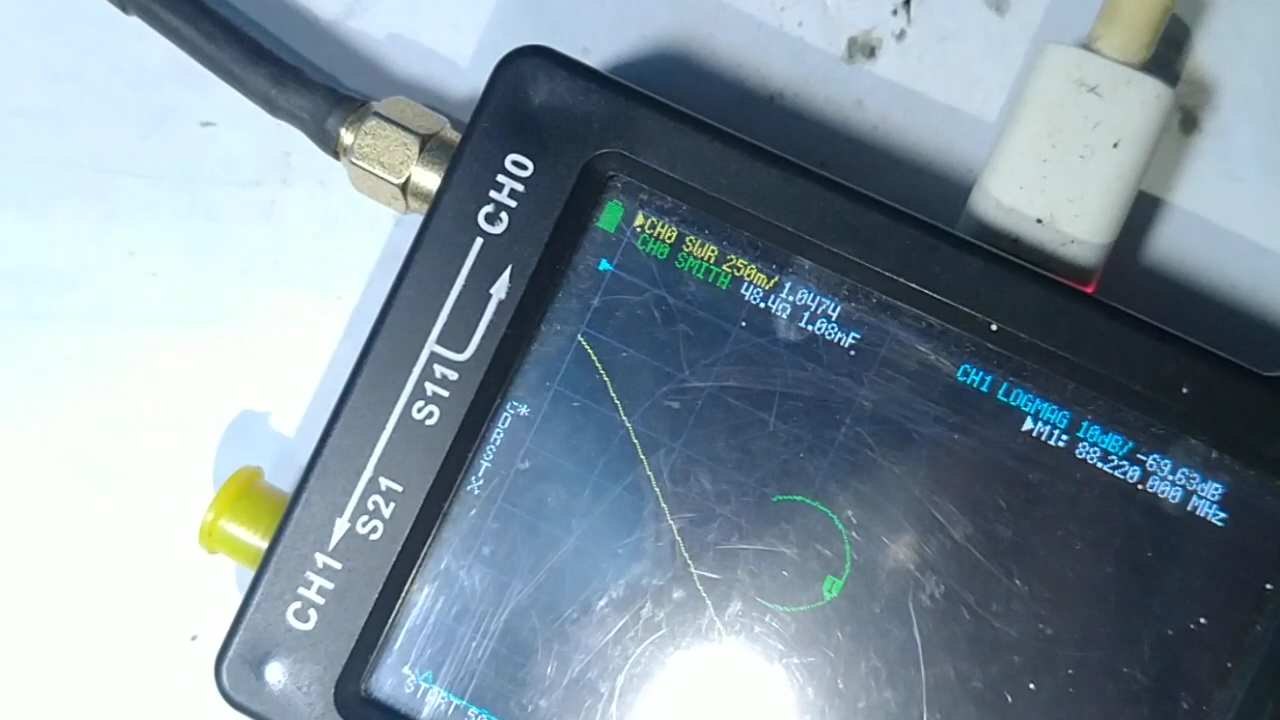 CH0
S11
S21
CH1
CH0 SWR 250m/ 1.0474
CH0 SMITH 48.4Ω 1.08nF
CH1 LOGMAG 10dB/ -69.63dB
M1: 88.220.000 MHz
C*
D
R
S
T
X
START